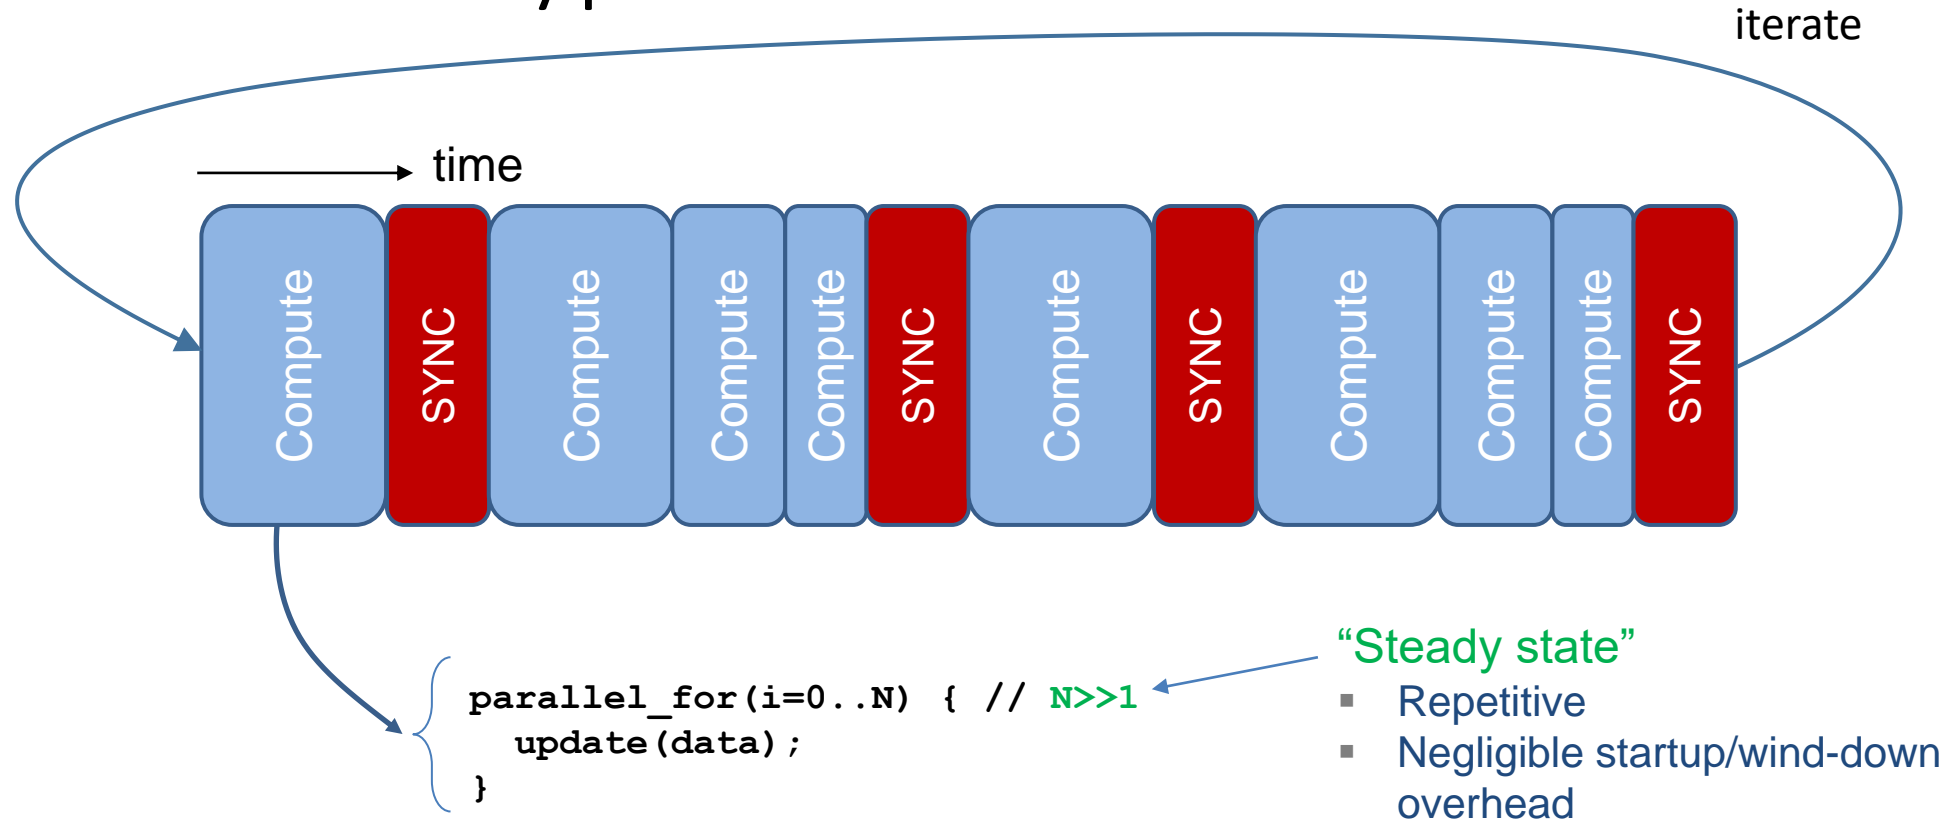 iterate
time
Compute
SYNC
Compute
Compute
Compute
SYNC
Compute
SYNC
Compute
Compute
Compute
SYNC
parallel_for(i=0..N) { // N>>1
update(data);
}
“Steady state”
▪ Repetitive
▪ Negligible startup/wind-down
overhead